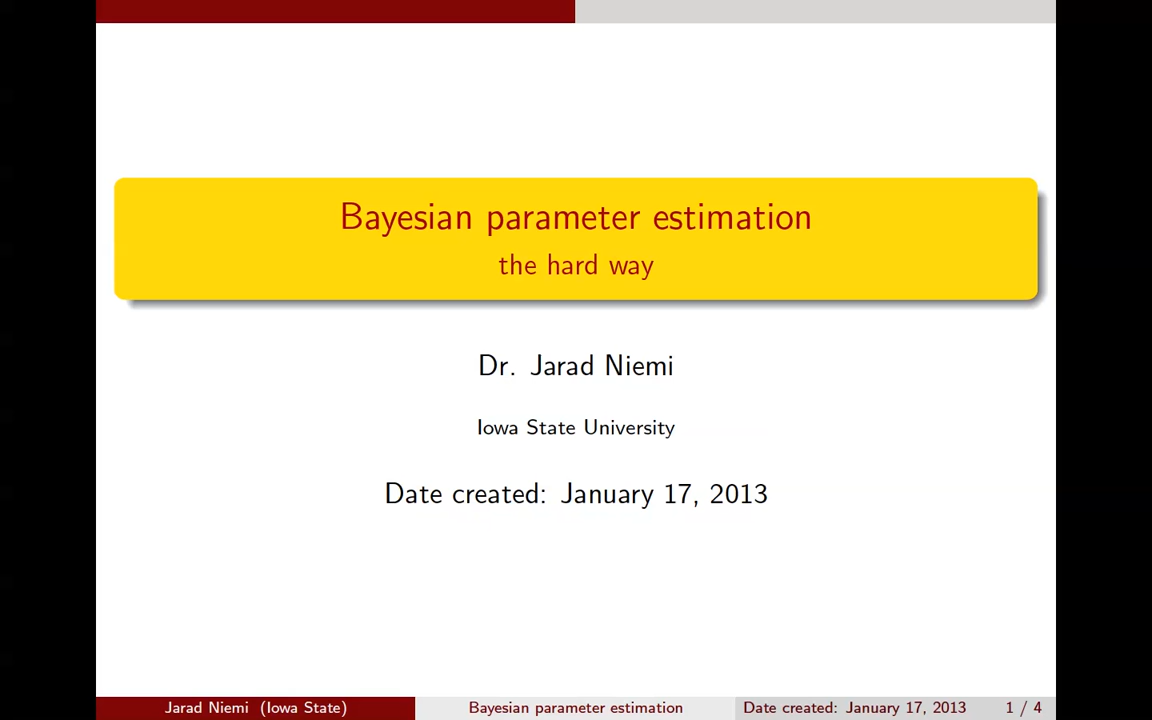 Bayesian parameter estimation
the hard way
Dr. Jarad Niemi
Iowa State University
Date created: January 17, 2013
Jarad Niemi (Iowa State) Bayesian parameter estimation Date created: January 17, 2013 1 / 4